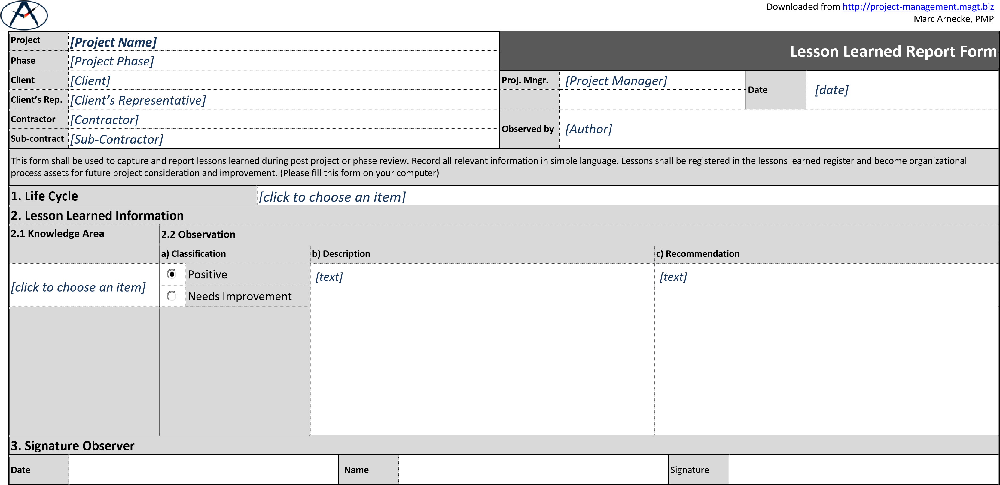 Downloaded from http://project-management.magt.biz
Marc Arnecke, PMP
Project [Project Name]
Lesson Learned Report Form
Phase [Project Phase]
Client [Client]
Proj. Mngr. [Project Manager]
Date [date]
Client’s Rep. [Client’s Representative]
Contractor [Contractor]
Observed by [Author]
Sub-contract [Sub-Contractor]
This form shall be used to capture and report lessons learned during post project or phase review. Record all relevant information in simple language. Lessons shall be registered in the lessons learned register and become organizational
process assets for future project consideration and improvement. (Please fill this form on your computer)
1. Life Cycle [click to choose an item]
2. Lesson Learned Information
2.1 Knowledge Area 2.2 Observation
a) Classification b) Description c) Recommendation
Positive [text] [text]
[click to choose an item]
Needs Improvement
3. Signature Observer
Date Name Signature